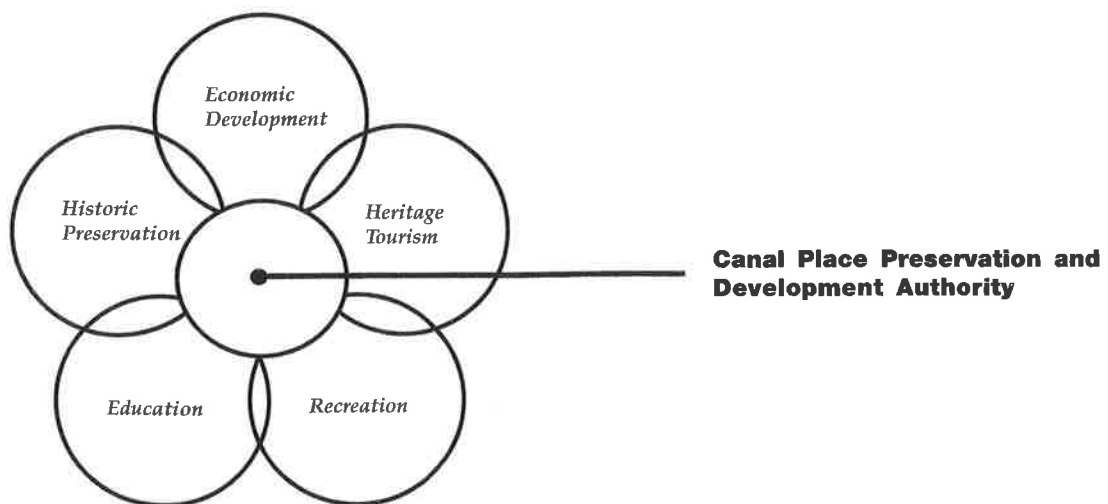 Economic
Development
Historic
Preservation
Heritage
Tourism
Canal Place Preservation and
Development Authority
Education
Recreation